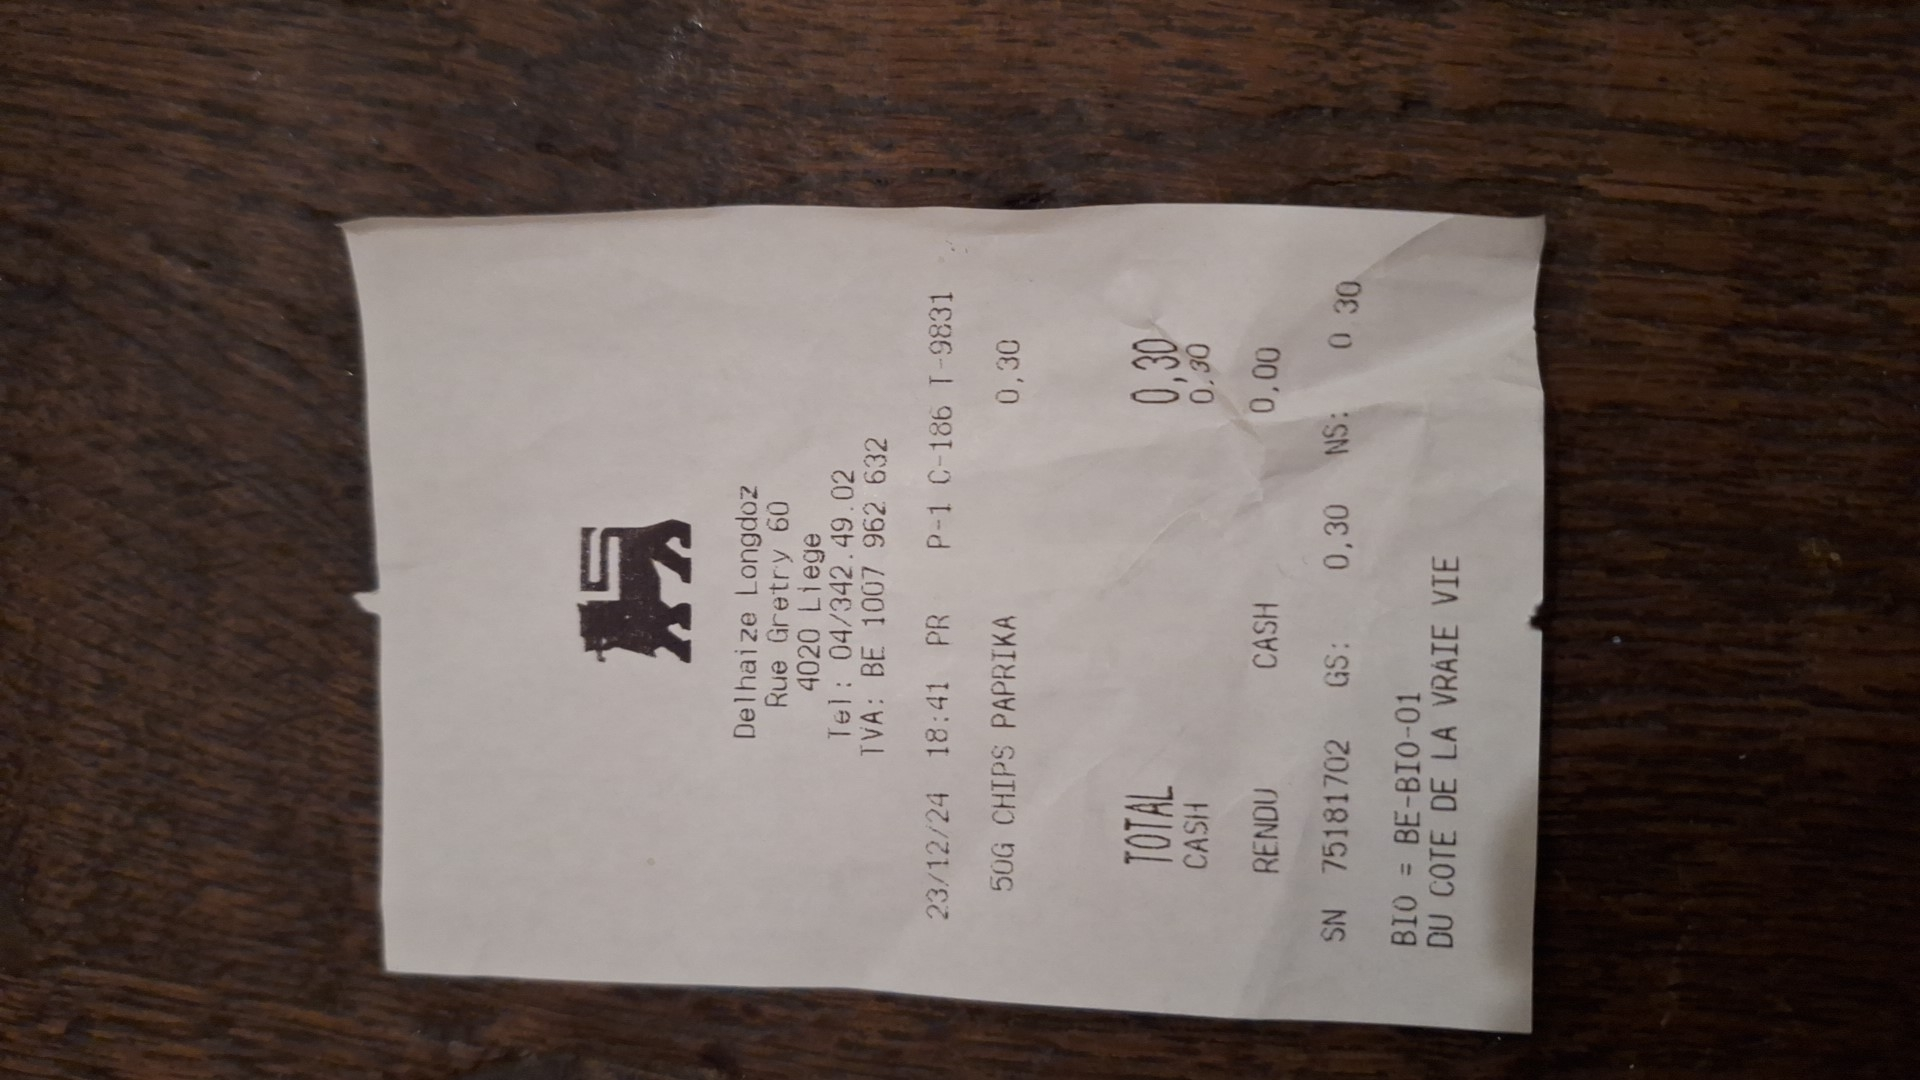 Delhaize Longdoz
Rue Gretry 60
4020 Liege
Tel: 04/342.49.02
TVA: BE 1007 962 632
23/12/24 18:41 PR P-1 C-186 T-9831
50G CHIPS PAPRIKA 0,30
TOTAL 0,30
CASH 0,30
RENDU CASH 0,00
SN 75181702 GS: 0,30 NS: 0 30
BIO = BE-BIO-01
DU COTE DE LA VRAIE VIE